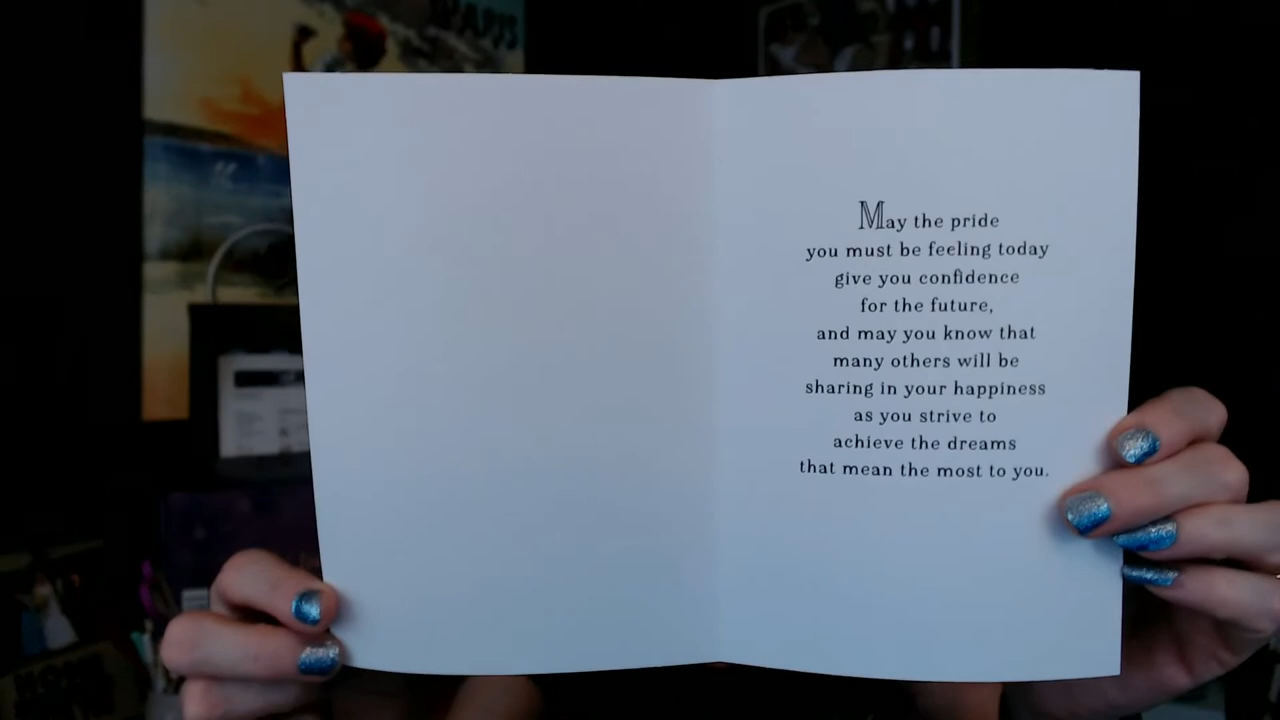 May the pride
you must be feeling today
give you confidence
for the future,
and may you know that
many others will be
sharing in your happiness
as you strive to
achieve the dreams
that mean the most to you.